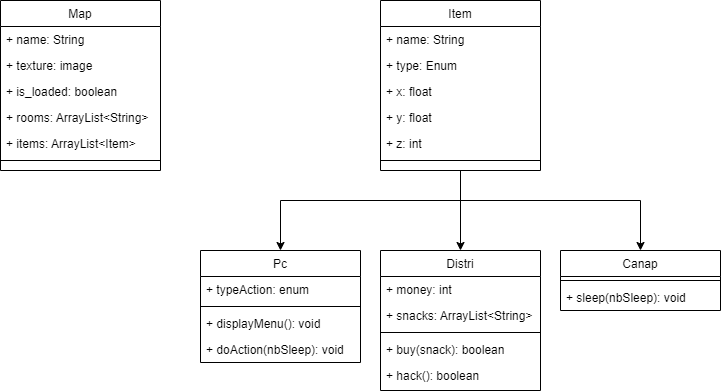 Map
+ name: String
+ texture: image
+ is_loaded: boolean
+ rooms: ArrayList<String>
+ items: ArrayList<Item>
Item
+ name: String
+ type: Enum
+ x: float
+ y: float
+ z: int
Pc
+ typeAction: enum
+ displayMenu(): void
+ doAction(nbSleep): void
Distri
+ money: int
+ snacks: ArrayList<String>
+ buy(snack): boolean
+ hack(): boolean
Canap
+ sleep(nbSleep): void